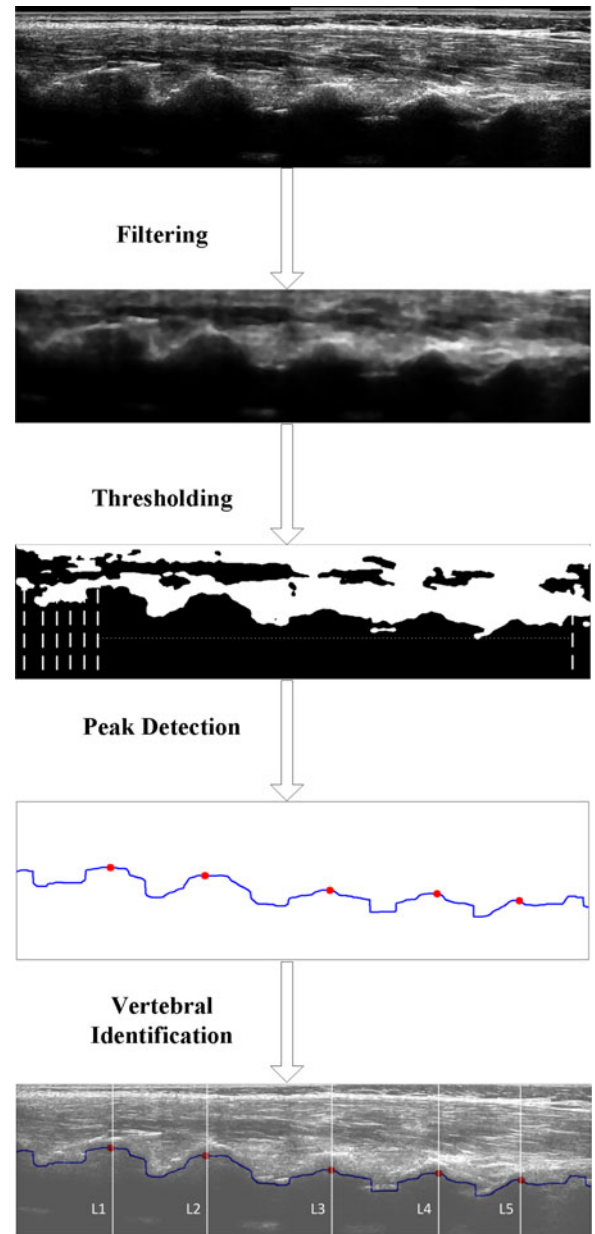 Filtering
Thresholding
Peak Detection
Vertebral
Identification
L1 L2 L3 L4 L5